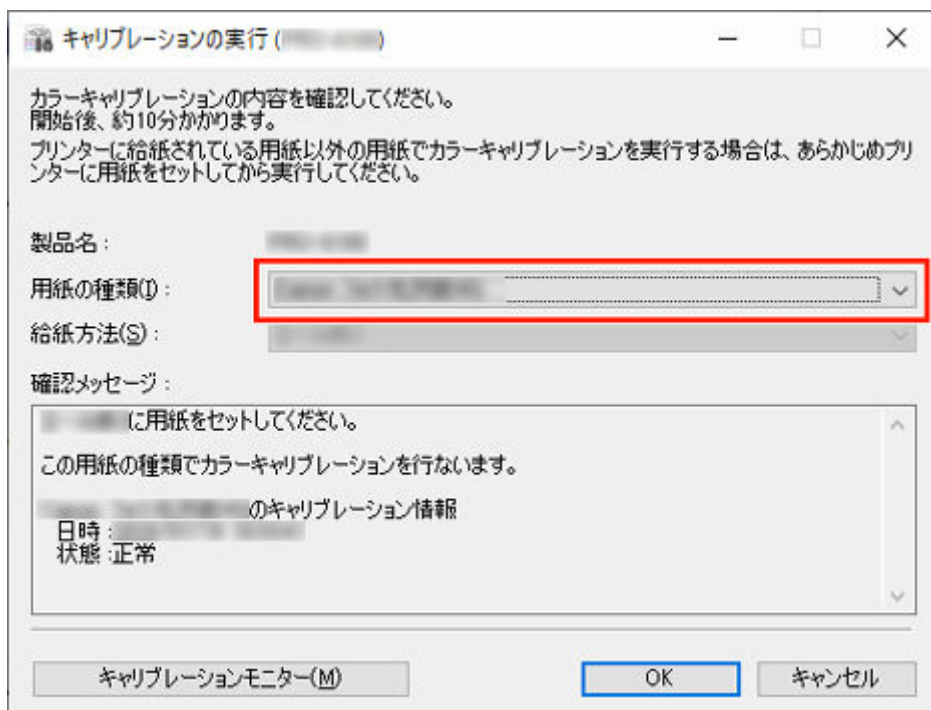 キャリブレーションの実行 ( )
カラーキャリブレーションの内容を確認してください。
開始後、約10分かかります。
プリンターに給紙されている用紙以外の用紙でカラーキャリブレーションを実行する場合は、あらかじめプリ
ンターに用紙をセットしてから実行してください。
製品名 :
用紙の種類(I) :
給紙方法(S) :
確認メッセージ :
に用紙をセットしてください。
この用紙の種類でカラーキャリブレーションを行ないます。
のキャリブレーション情報
日時 :
状態 :正常
キャリブレーションモニター(M) OK キャンセル